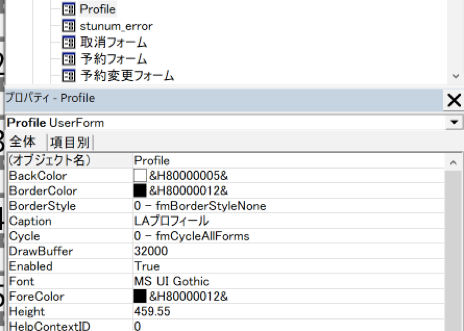 Profile
stunum_error
取消フォーム
予約フォーム
予約変更フォーム
プロパティ - Profile
Profile UserForm
全体 項目別
(オブジェクト名) Profile
BackColor &H80000005&
BorderColor &H80000012&
BorderStyle 0 - fmBorderStyleNone
Caption LAプロフィール
Cycle 0 - fmCycleAllForms
DrawBuffer 32000
Enabled True
Font MS UI Gothic
ForeColor &H80000012&
Height 459.55
HelpContextID 0